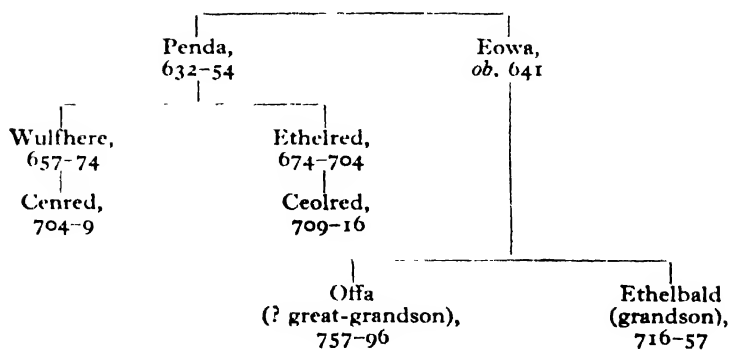 Penda,
632-54
Eowa,
ob. 641
Wulfhere,
657-74
Ethelred,
674-704
Cenred,
704-9
Ceolred,
709-16
Offa
(? great-grandson),
757-96
Ethelbald
(grandson),
716-57